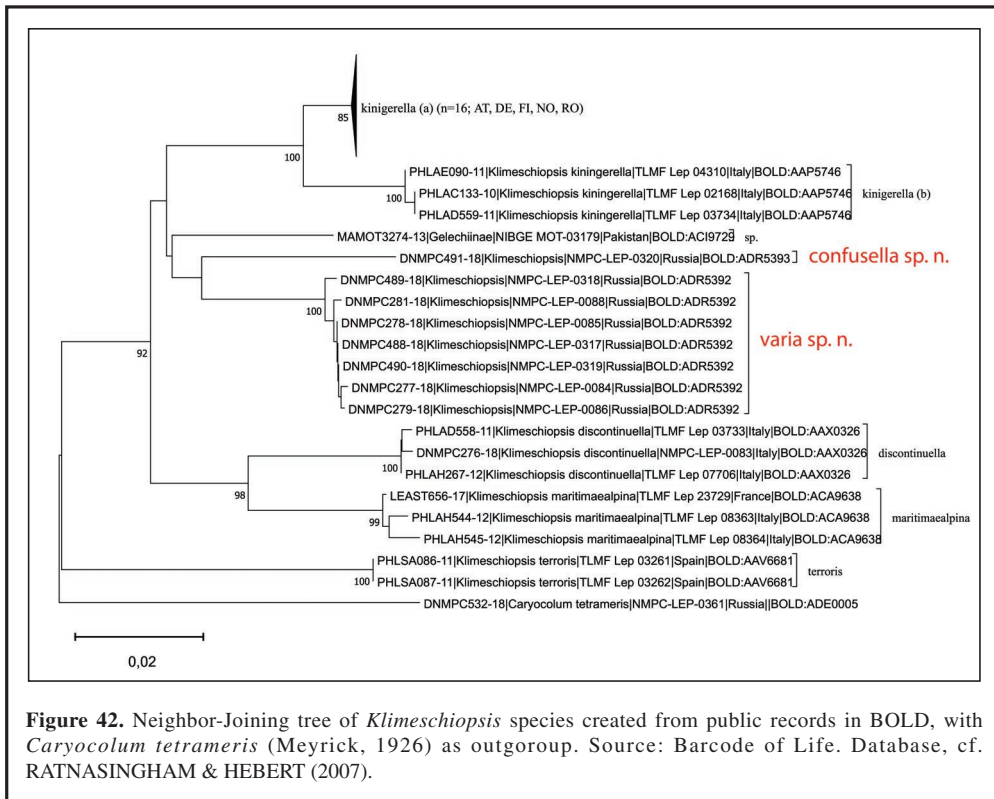 kinigerella (a) (n=16; AT, DE, FI, NO, RO)
85
100
PHLAE090-11|Klimeschiopsis kiningerella|TLMF Lep 04310|Italy|BOLD:AAP5746
PHLAC133-10|Klimeschiopsis kiningerella|TLMF Lep 02168|Italy|BOLD:AAP5746
kinigerella (b)
100
PHLAD559-11|Klimeschiopsis kiningerella|TLMF Lep 03734|Italy|BOLD:AAP5746
MAMOT3274-13|Gelechiinae|NIBGE MOT-03179|Pakistan|BOLD:ACI9729
sp.
DNMPC491-18|Klimeschiopsis|NMPC-LEP-0320|Russia|BOLD:ADR5393
confusella sp. n.
DNMPC489-18|Klimeschiopsis|NMPC-LEP-0318|Russia|BOLD:ADR5392
DNMPC281-18|Klimeschiopsis|NMPC-LEP-0088|Russia|BOLD:ADR5392
100
DNMPC278-18|Klimeschiopsis|NMPC-LEP-0085|Russia|BOLD:ADR5392
DNMPC488-18|Klimeschiopsis|NMPC-LEP-0317|Russia|BOLD:ADR5392
varia sp. n.
92
DNMPC490-18|Klimeschiopsis|NMPC-LEP-0319|Russia|BOLD:ADR5392
DNMPC277-18|Klimeschiopsis|NMPC-LEP-0084|Russia|BOLD:ADR5392
DNMPC279-18|Klimeschiopsis|NMPC-LEP-0086|Russia|BOLD:ADR5392
PHLAD558-11|Klimeschiopsis discontinuella|TLMF Lep 03733|Italy|BOLD:AAX0326
DNMPC276-18|Klimeschiopsis discontinuella|NMPC-LEP-0083|Italy|BOLD:AAX0326
discontinuella
100
PHLAH267-12|Klimeschiopsis discontinuella|TLMF Lep 07706|Italy|BOLD:AAX0326
98
LEAST656-17|Klimeschiopsis maritimaealpina|TLMF Lep 23729|France|BOLD:ACA9638
PHLAH544-12|Klimeschiopsis maritimaealpina|TLMF Lep 08363|Italy|BOLD:ACA9638
maritimaealpina
99
PHLAH545-12|Klimeschiopsis maritimaealpina|TLMF Lep 08364|Italy|BOLD:ACA9638
PHLSA086-11|Klimeschiopsis terroris|TLMF Lep 03261|Spain|BOLD:AAV6681
terroris
100
PHLSA087-11|Klimeschiopsis terroris|TLMF Lep 03262|Spain|BOLD:AAV6681
DNMPC532-18|Caryocolum tetrameris|NMPC-LEP-0361|Russia||BOLD:ADE0005
0,02
Figure 42. Neighbor-Joining tree of Klimeschiopsis species created from public records in BOLD, with
Caryocolum tetrameris (Meyrick, 1926) as outgoroup. Source: Barcode of Life. Database, cf.
RATNASINGHAM & HEBERT (2007).